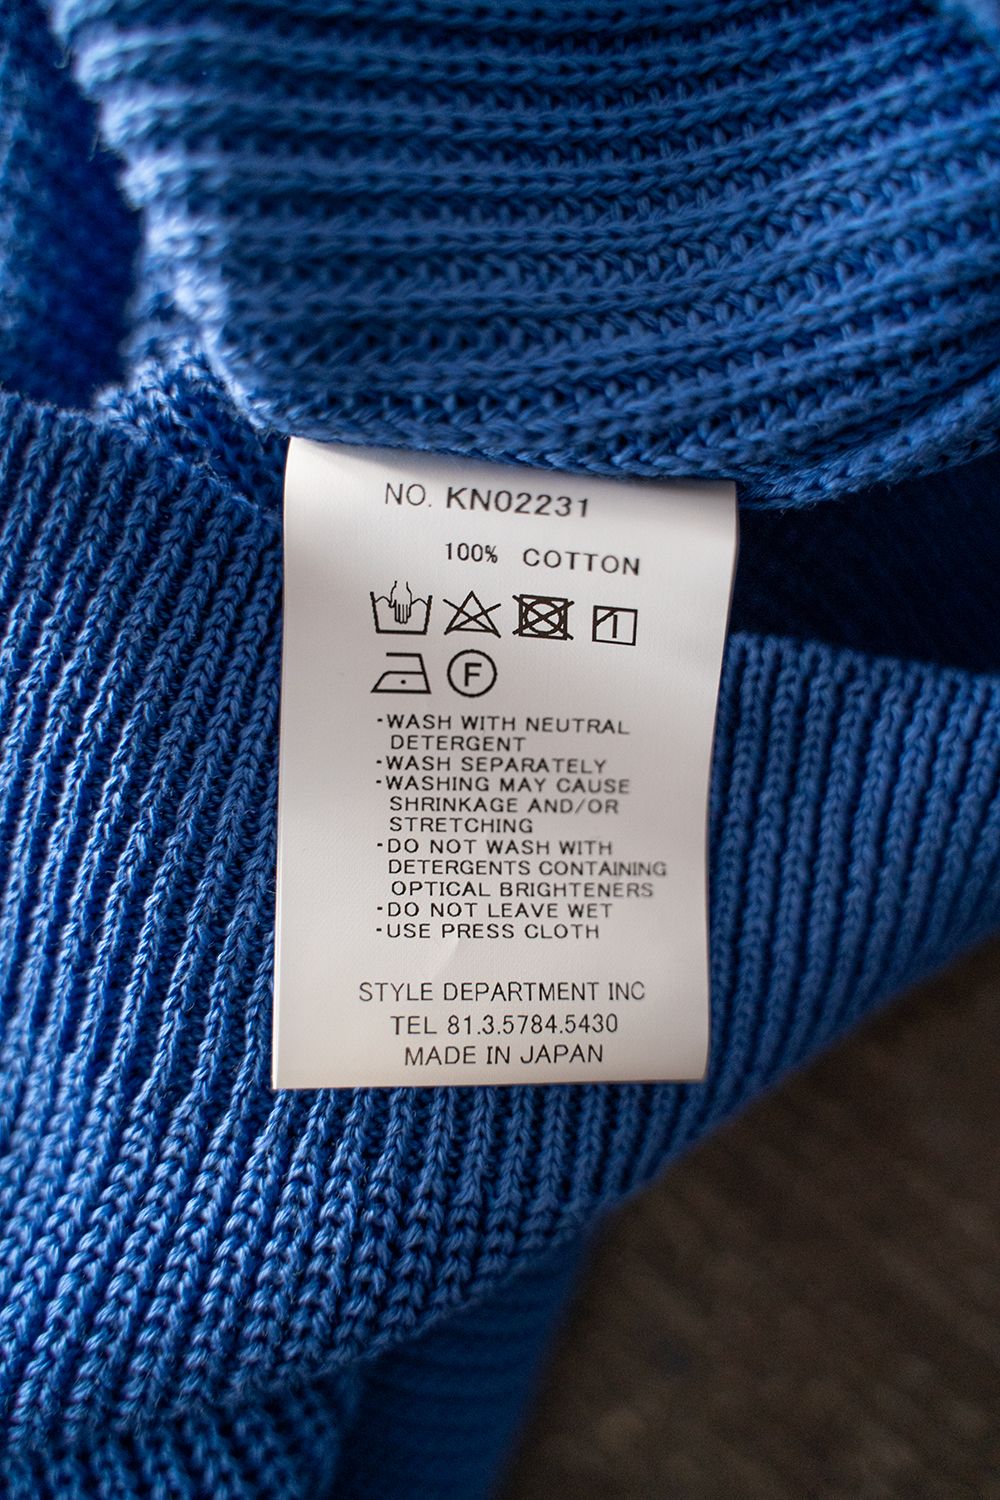 NO. KN02231
100% COTTON
F
-WASH WITH NEUTRAL
DETERGENT
-WASH SEPARATELY
-WASHING MAY CAUSE
SHRINKAGE AND/OR
STRETCHING
-DO NOT WASH WITH
DETERGENTS CONTAINING
OPTICAL BRIGHTENERS
-DO NOT LEAVE WET
-USE PRESS CLOTH
STYLE DEPARTMENT INC
TEL 81.3.5784.5430
MADE IN JAPAN